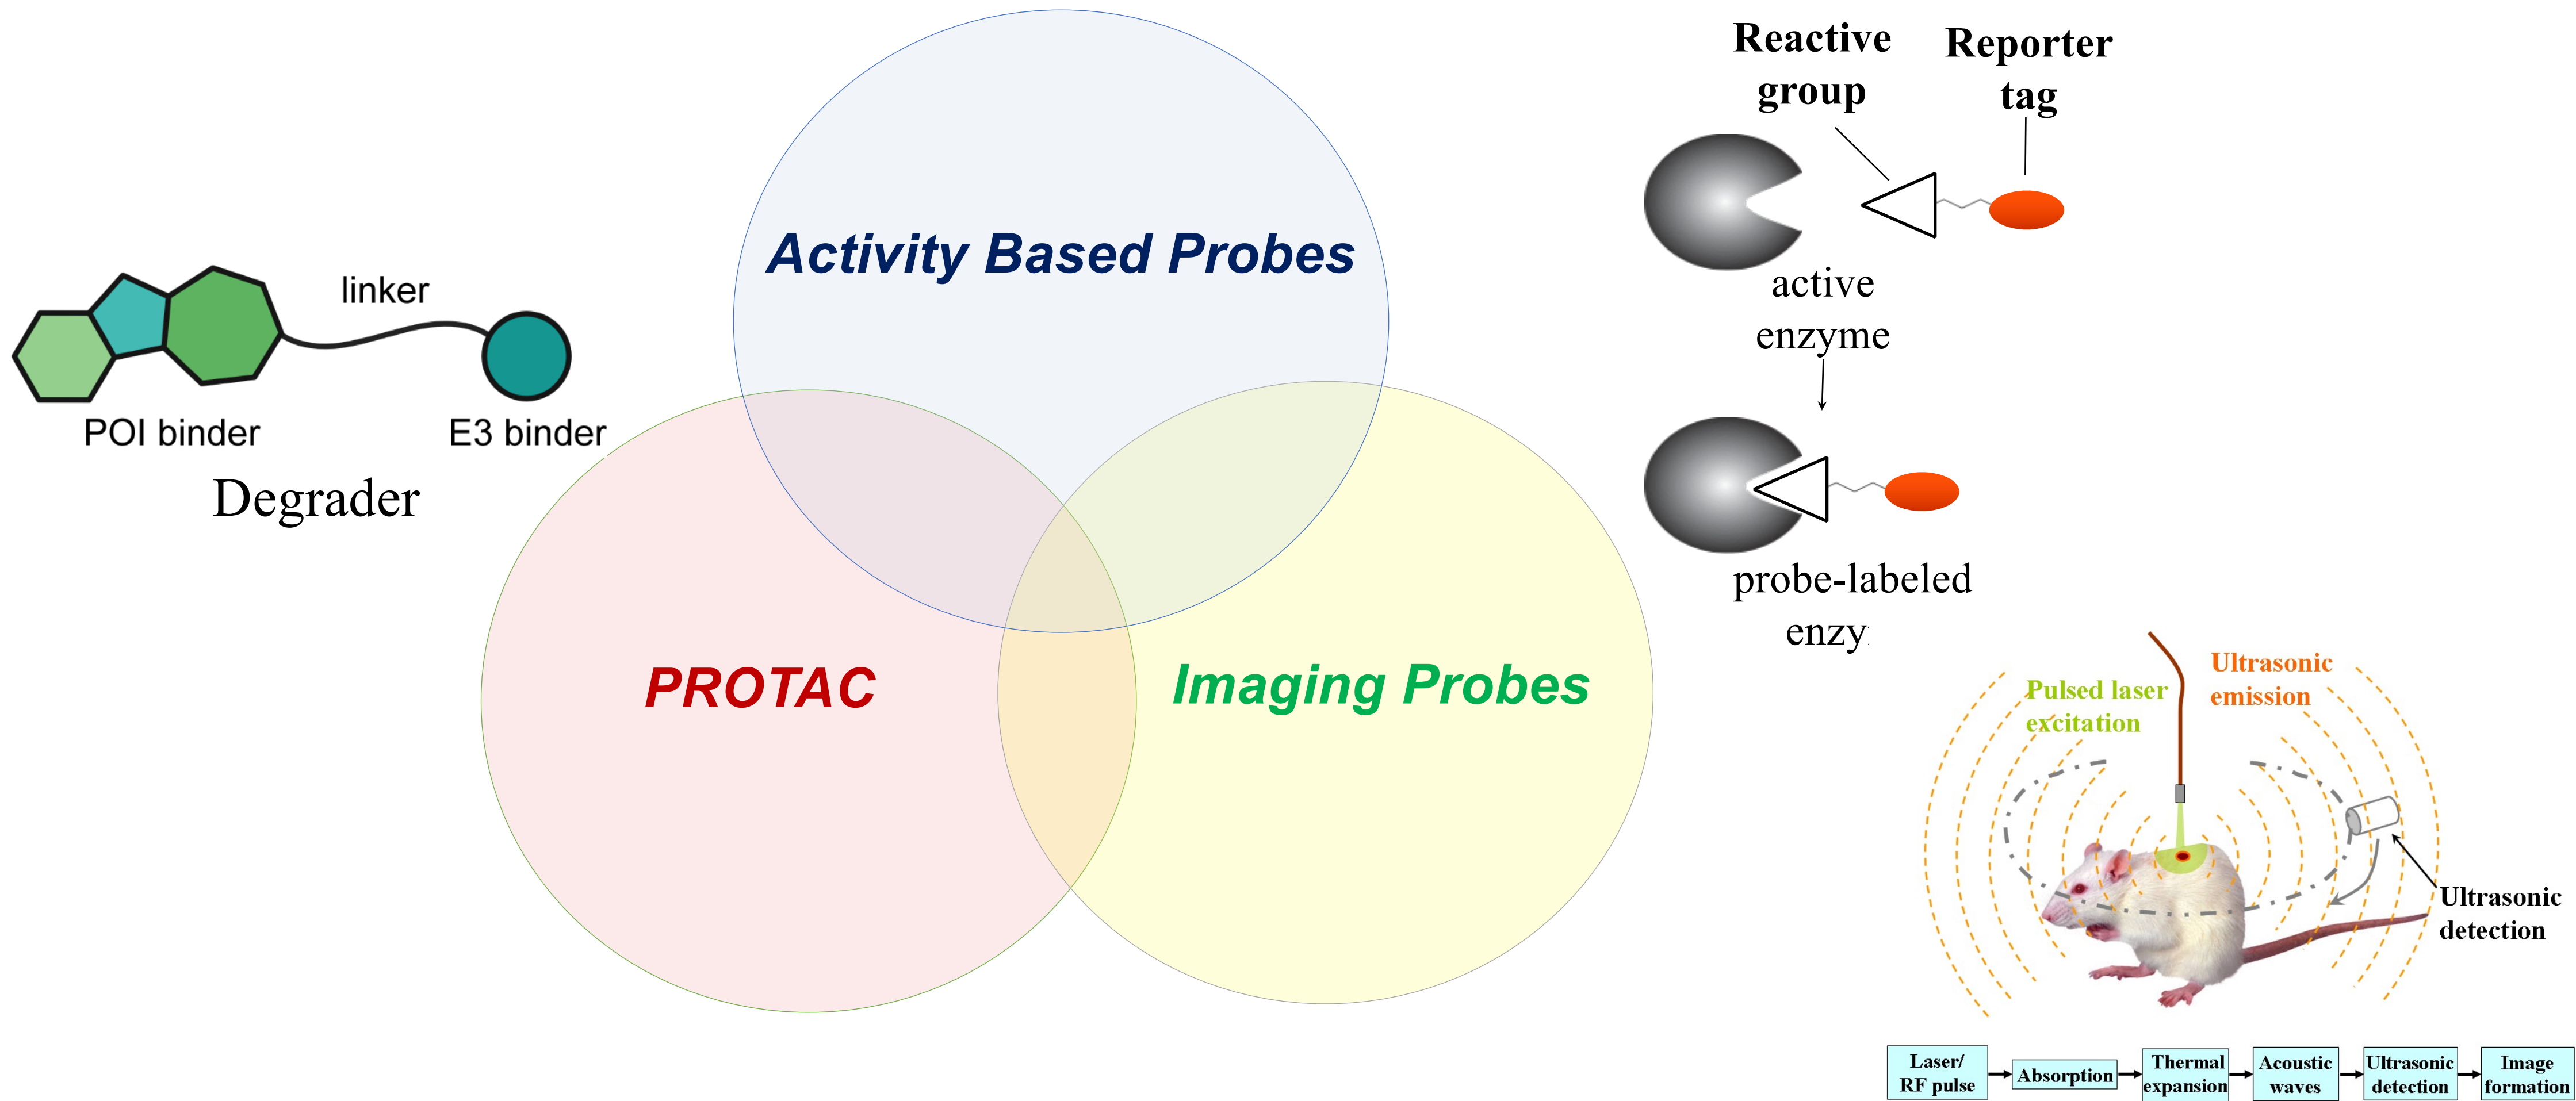 Reactive
group
Reporter
tag
active
enzyme
probe-labeled
enzy
Activity Based Probes
linker
POI binder
E3 binder
Degrader
PROTAC
Imaging Probes
Pulsed laser
excitation
Ultrasonic
emission
Ultrasonic
detection
Laser/
RF pulse
Absorption
Thermal
expansion
Acoustic
waves
Ultrasonic
detection
Image
formation